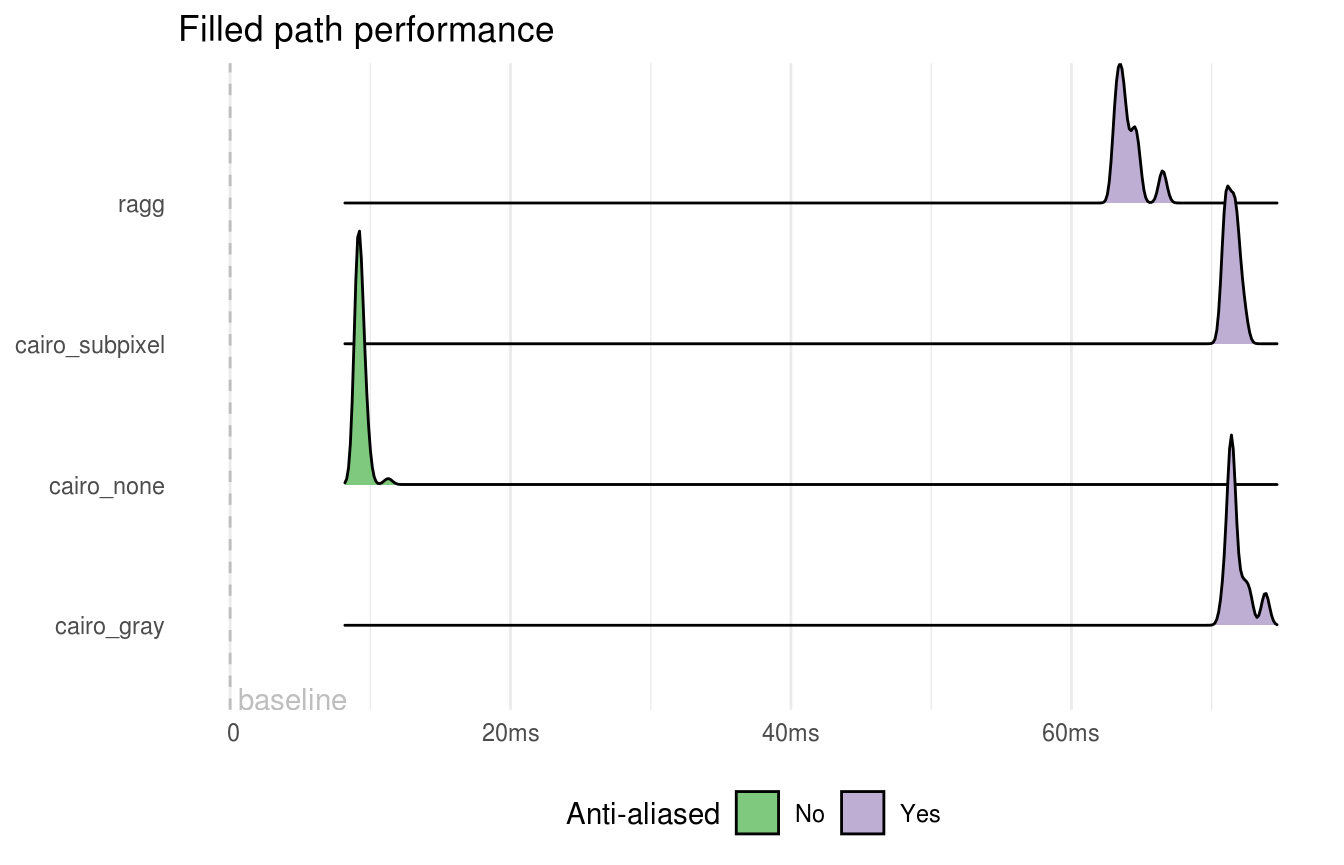 Filled path performance
ragg
cairo_subpixel
cairo_none
cairo_gray
baseline
0 20ms 40ms 60ms
Anti-aliased No Yes